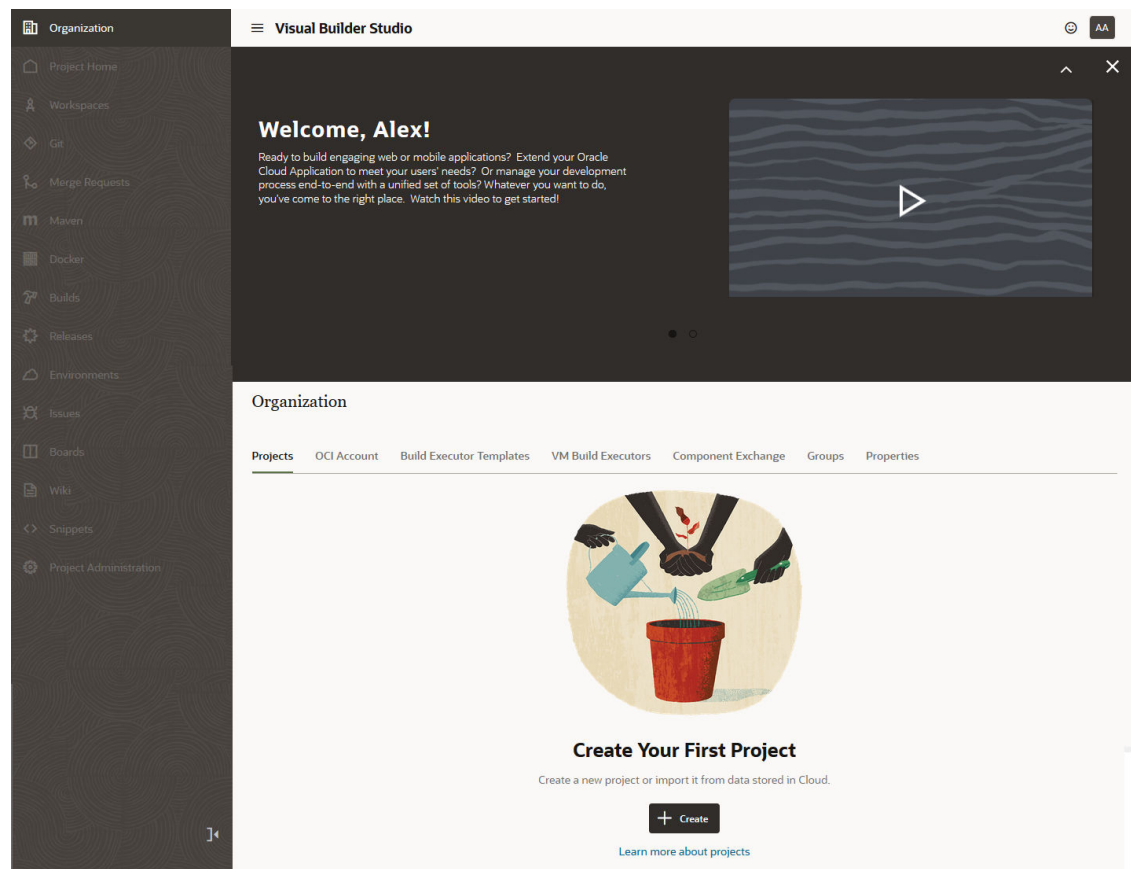 Organization
Project Home
Workspaces
Git
Merge Requests
Maven
Docker
Builds
Releases
Environments
Issues
Boards
Wiki
Snippets
Project Administration
Visual Builder Studio
AA
Welcome, Alex!
Ready to build engaging web or mobile applications? Extend your Oracle
Cloud Application to meet your users' needs? Or manage your development
process end-to-end with a unified set of tools? Whatever you want to do,
you've come to the right place. Watch this video to get started!
Organization
Projects OCI Account Build Executor Templates VM Build Executors Component Exchange Groups Properties
Create Your First Project
Create a new project or import it from data stored in Cloud.
+ Create
Learn more about projects